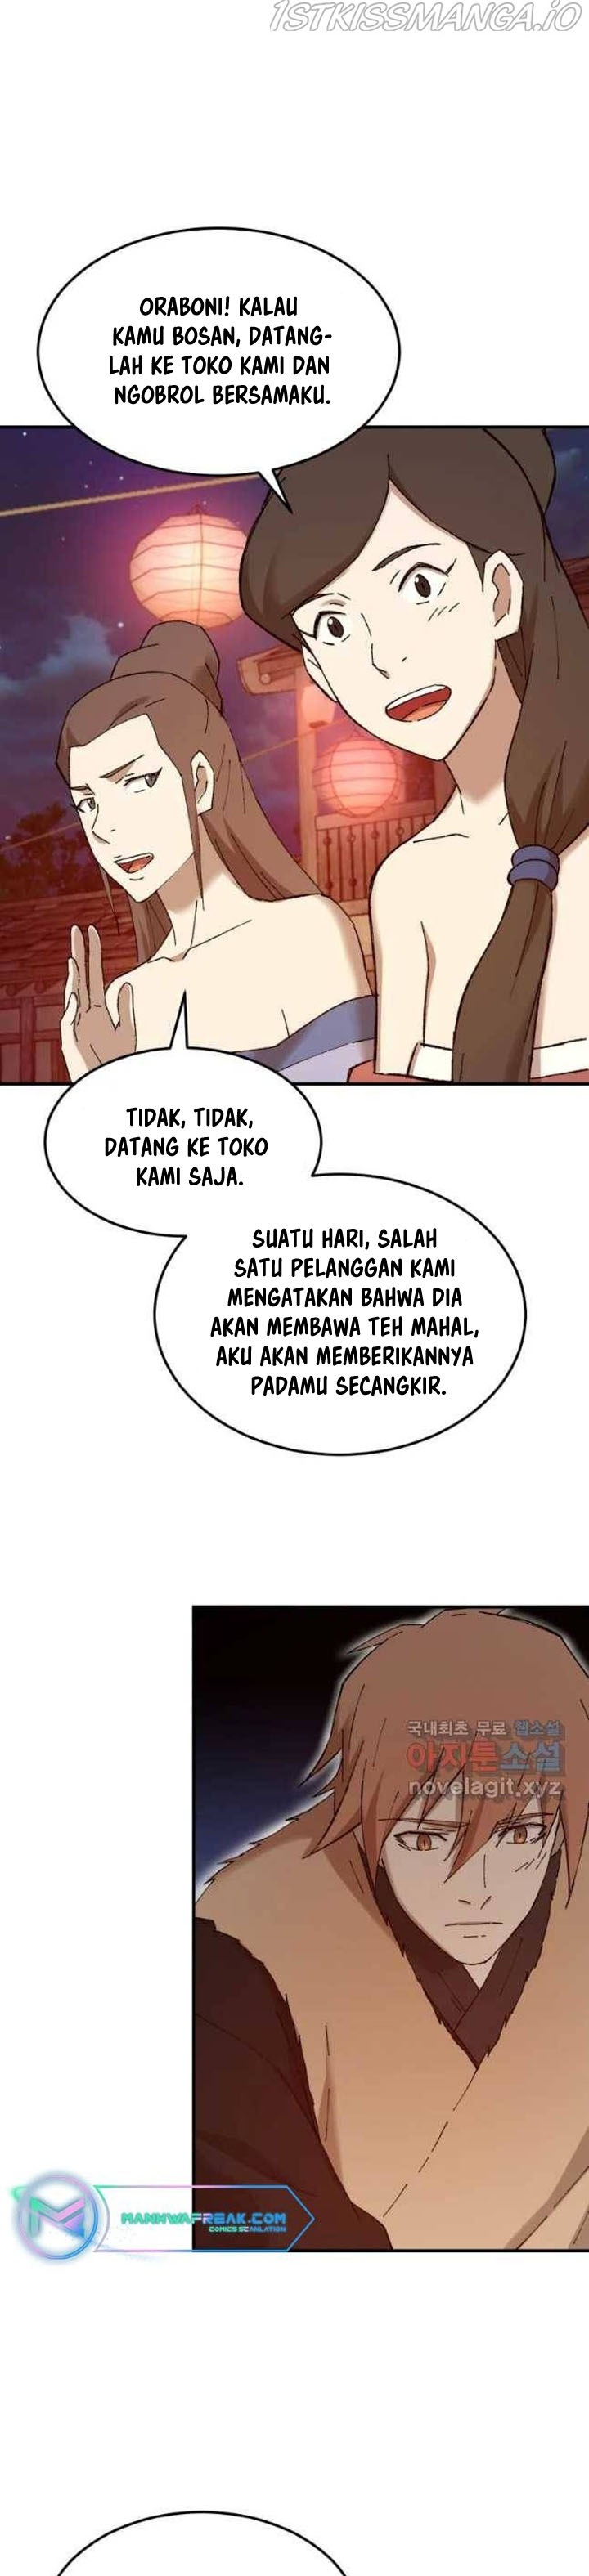 1STKISSMANGA.iO
ORABONI! KALAU
KAMU BOSAN, DATANG-
LAH KE TOKO KAMI DAN
NGOBROL BERSAMAKU.
TIDAK, TIDAK,
DATANG KE TOKO
KAMI SAJA.
SUATU HARI, SALAH
SATU PELANGGAN KAMI
MENGATAKAN BAHWA DIA
AKAN MEMBAWA TEH MAHAL,
AKU AKAN MEMBERIKANNYA
PADAMU SECANGKIR.
국내최초 무료 웹소설
아지툰소설
novelagit.xyz
MANHWAFREAK.COM
COMICS SCANLATION